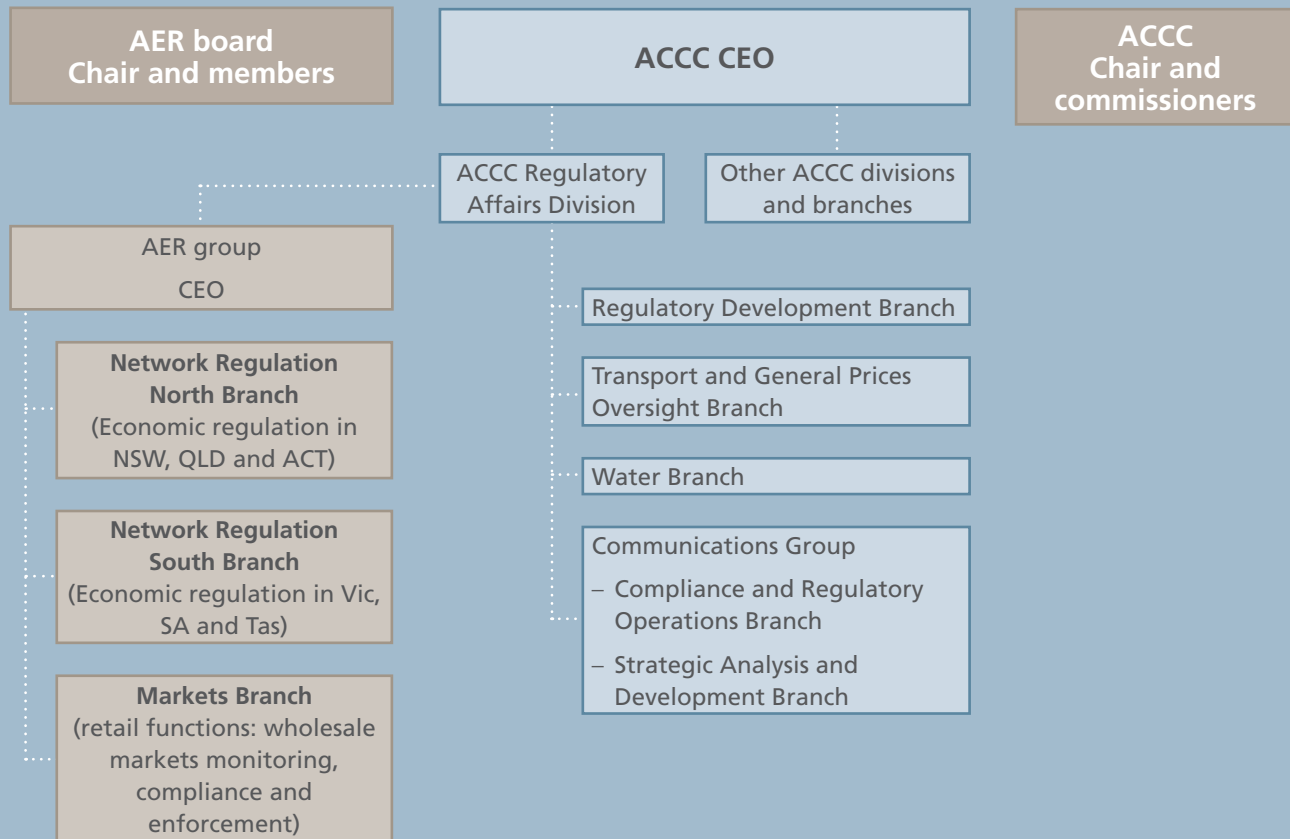 AER board
Chair and members
ACCC CEO
ACCC
Chair and
commissioners
ACCC Regulatory
Affairs Division
Other ACCC divisions
and branches
AER group
CEO
Network Regulation
North Branch
(Economic regulation in
NSW, QLD and ACT)
Network Regulation
South Branch
(Economic regulation in Vic,
SA and Tas)
Markets Branch
(retail functions: wholesale
markets monitoring,
compliance and
enforcement)
Regulatory Development Branch
Transport and General Prices
Oversight Branch
Water Branch
Communications Group
– Compliance and Regulatory
Operations Branch
– Strategic Analysis and
Development Branch